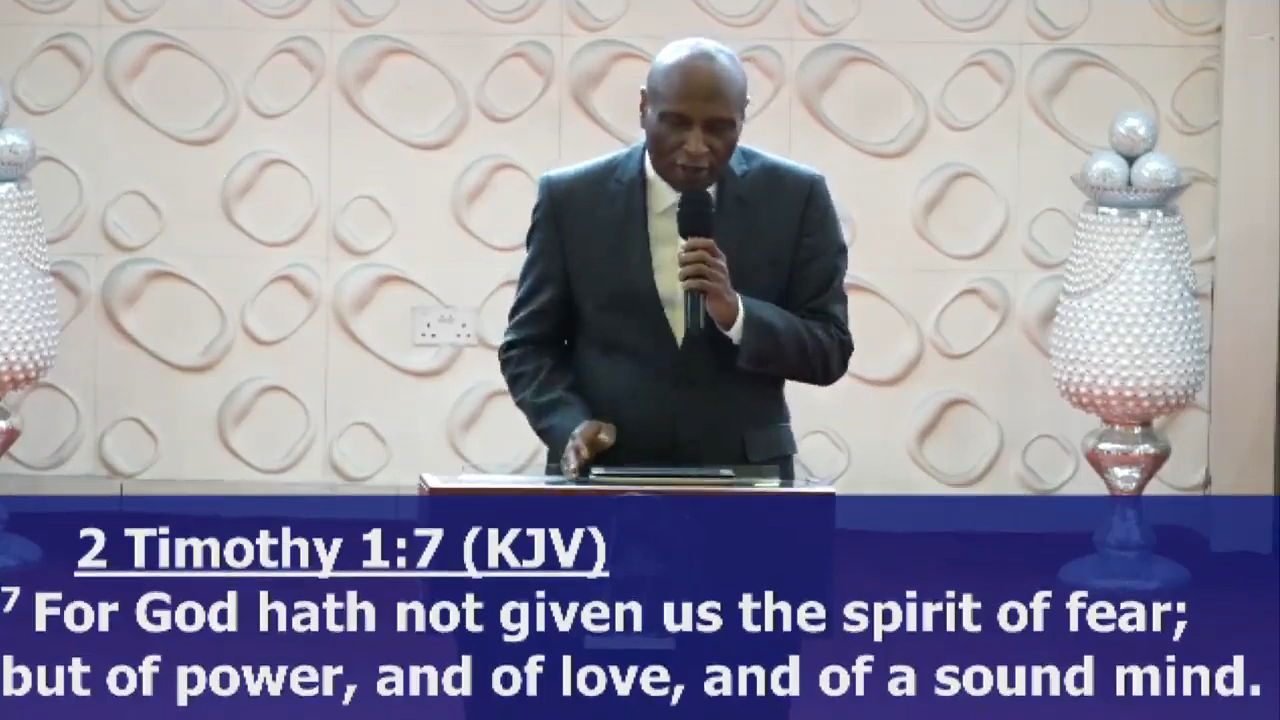 2 Timothy 1:7 (KJV)
7 For God hath not given us the spirit of fear;
but of power, and of love, and of a sound mind.